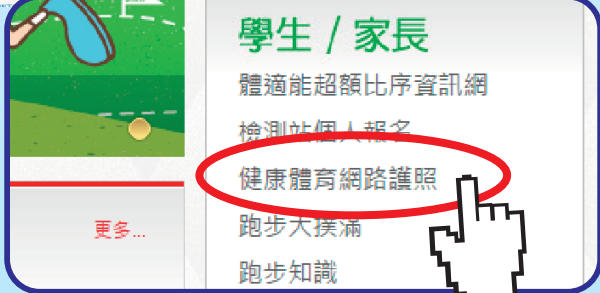 學生 / 家長
體適能超額比序資訊網
檢測站個人報名
健康體育網路護照
跑步大撲滿
跑步知識
更多...